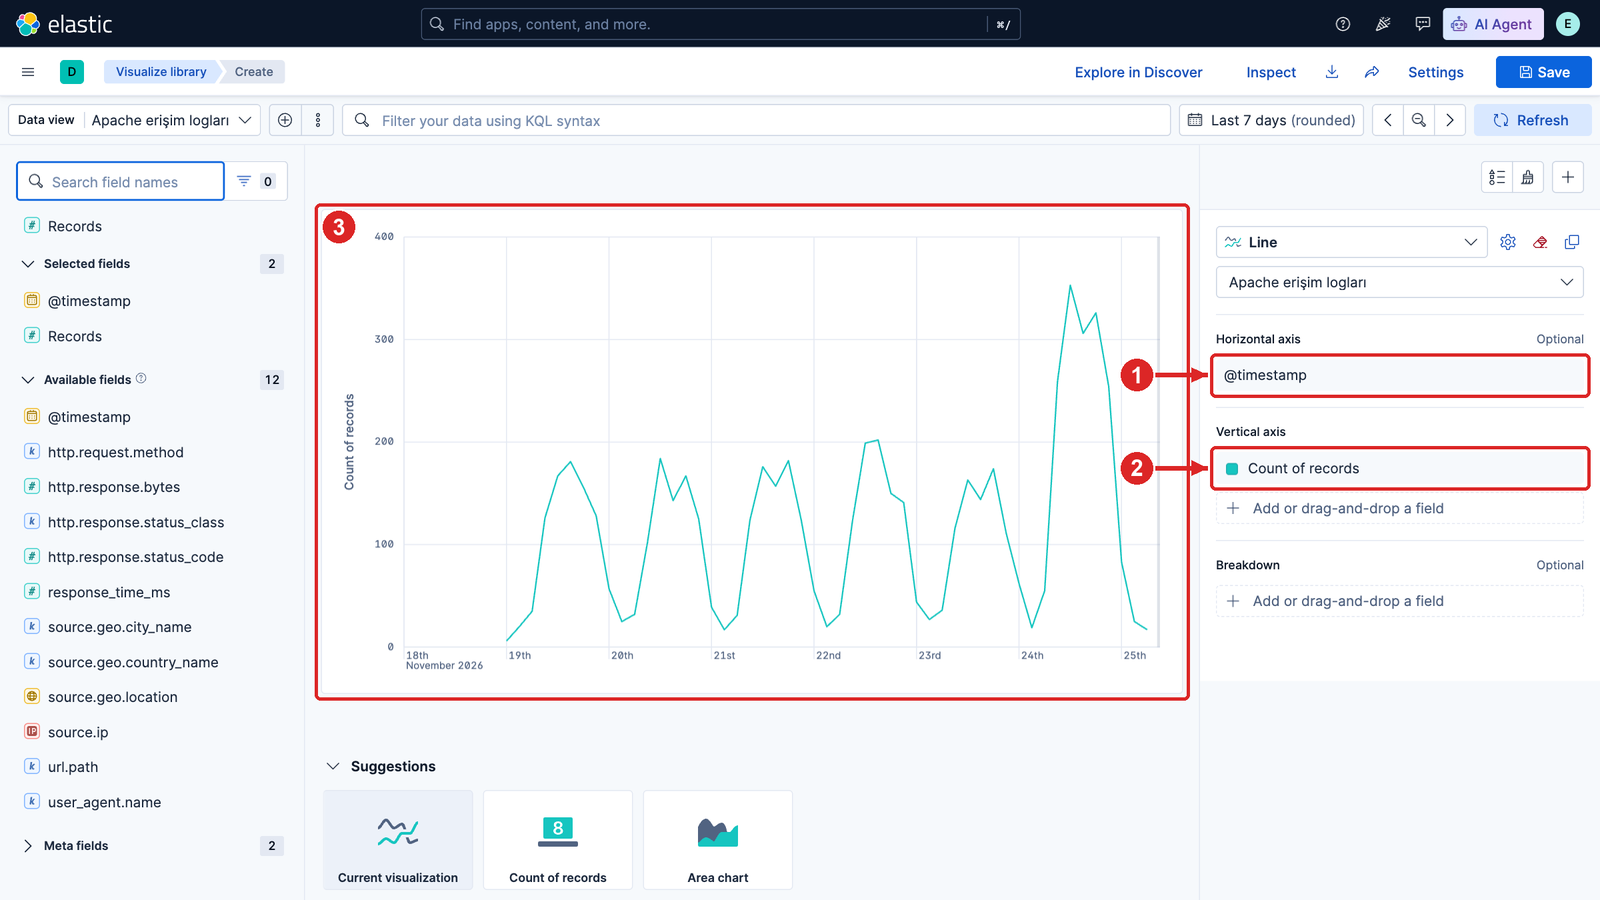 elastic
Find apps, content, and more.
⌘/
AI Agent
E
D
Visualize library
Create
Explore in Discover
Inspect
Settings
Save
Data view
Apache erişim logları
Filter your data using KQL syntax
Last 7 days (rounded)
Refresh
Search field names
0
Records
Selected fields
2
@timestamp
Records
Available fields
12
@timestamp
http.request.method
http.response.bytes
http.response.status_class
http.response.status_code
response_time_ms
source.geo.city_name
source.geo.country_name
source.geo.location
source.ip
url.path
user_agent.name
Meta fields
2
3
400
300
200
100
0
Count of records
18th
November 2026
19th
20th
21st
22nd
23rd
24th
25th
Suggestions
Current visualization
8
Count of records
Area chart
Line
Apache erişim logları
Horizontal axis
Optional
1
@timestamp
Vertical axis
2
Count of records
Add or drag-and-drop a field
Breakdown
Optional
Add or drag-and-drop a field